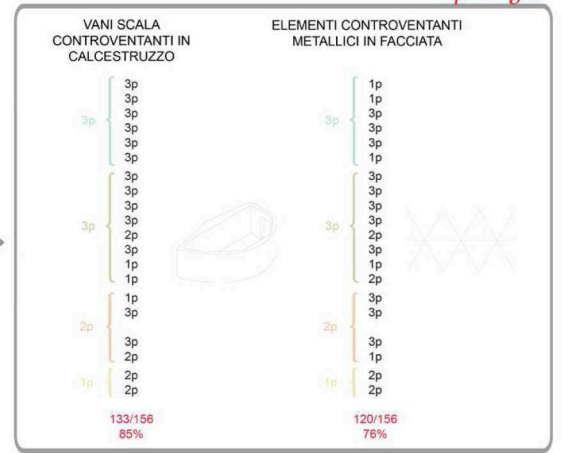 VANI SCALA
CONTROVENTANTI IN
CALCESTRUZZO
3p
3p
3p
3p
3p
3p
3p
3p
3p
3p
3p
2p
3p
1p
1p
3p
1p
3p
3p
2p
2p
1p
2p
2p
133/156
85%
ELEMENTI CONTROVENTANTI
METALLICI IN FACCIATA
3p
1p
1p
3p
3p
3p
1p
3p
3p
3p
3p
3p
2p
3p
1p
2p
2p
3p
3p
3p
1p
1p
2p
2p
120/156
76%